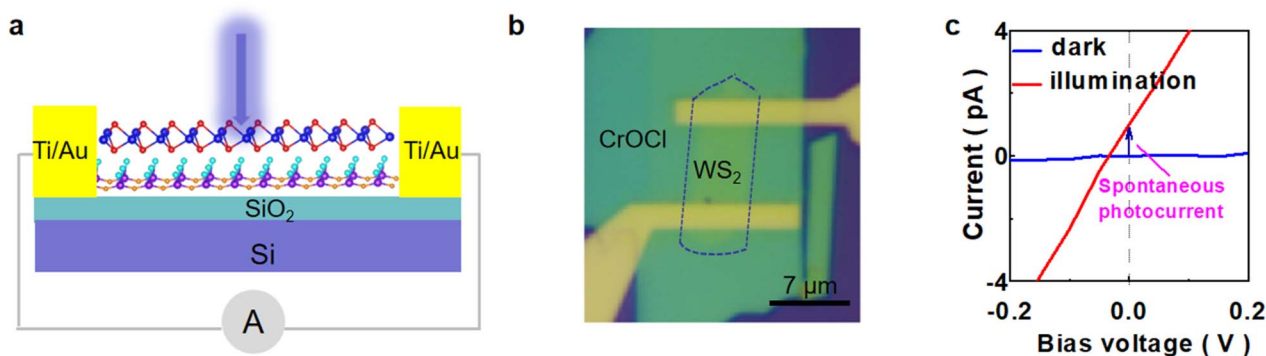 a
Ti/Au
Ti/Au
SiO₂
Si
A
b
CrOCl
WS₂
7 μm
c
dark
illumination
Spontaneous
photocurrent
Current ( pA )
4
0
-4
-0.2
0.0
0.2
Bias voltage ( V )